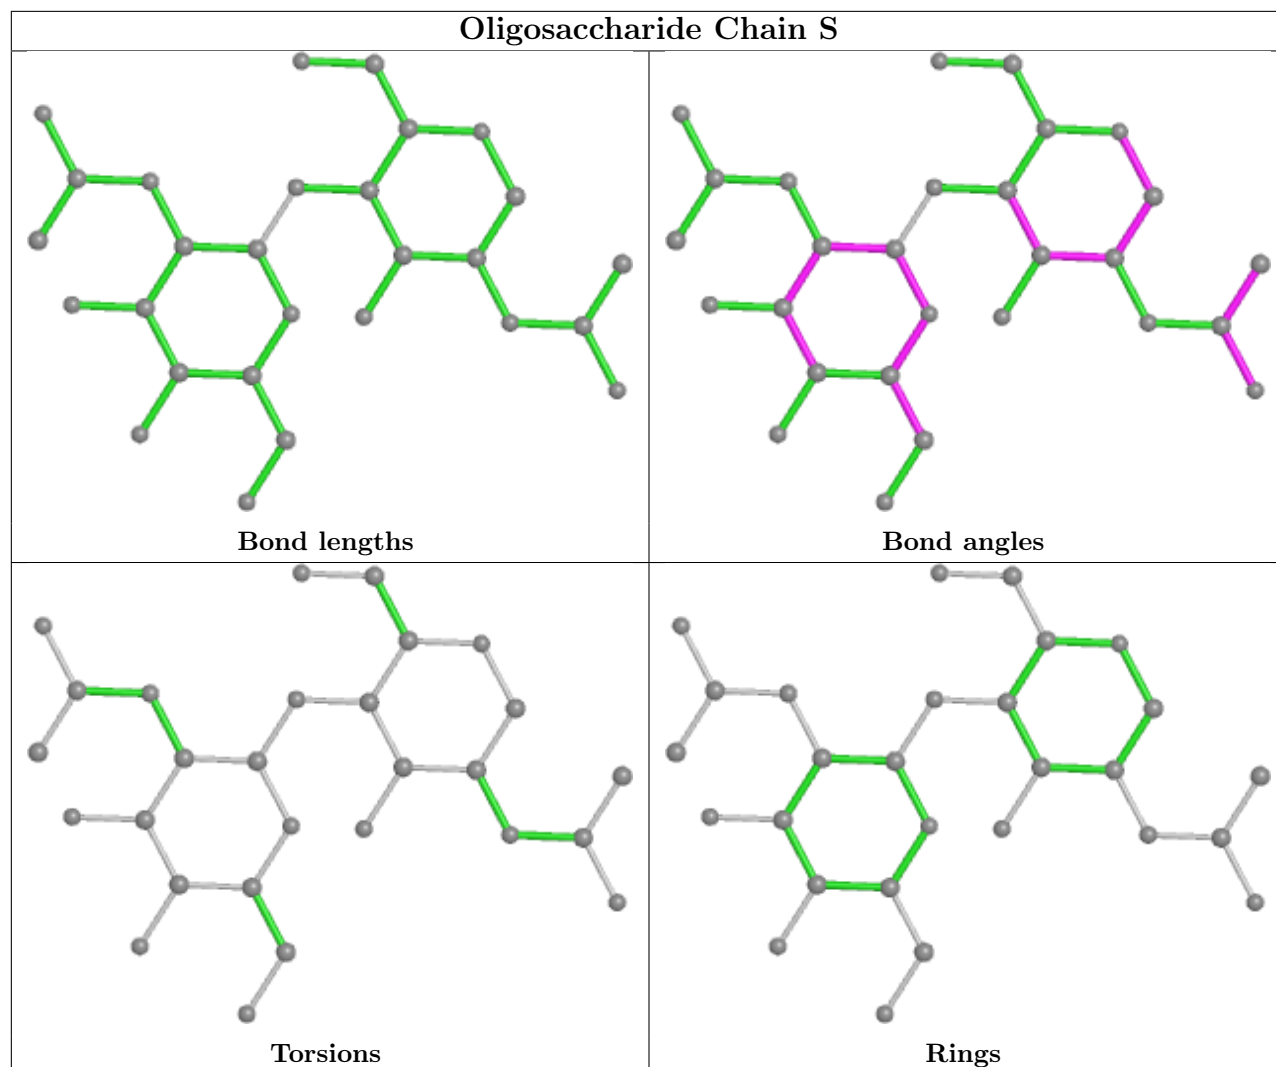 Oligosaccharide Chain S
Bond lengths
Bond angles
Torsions
Rings